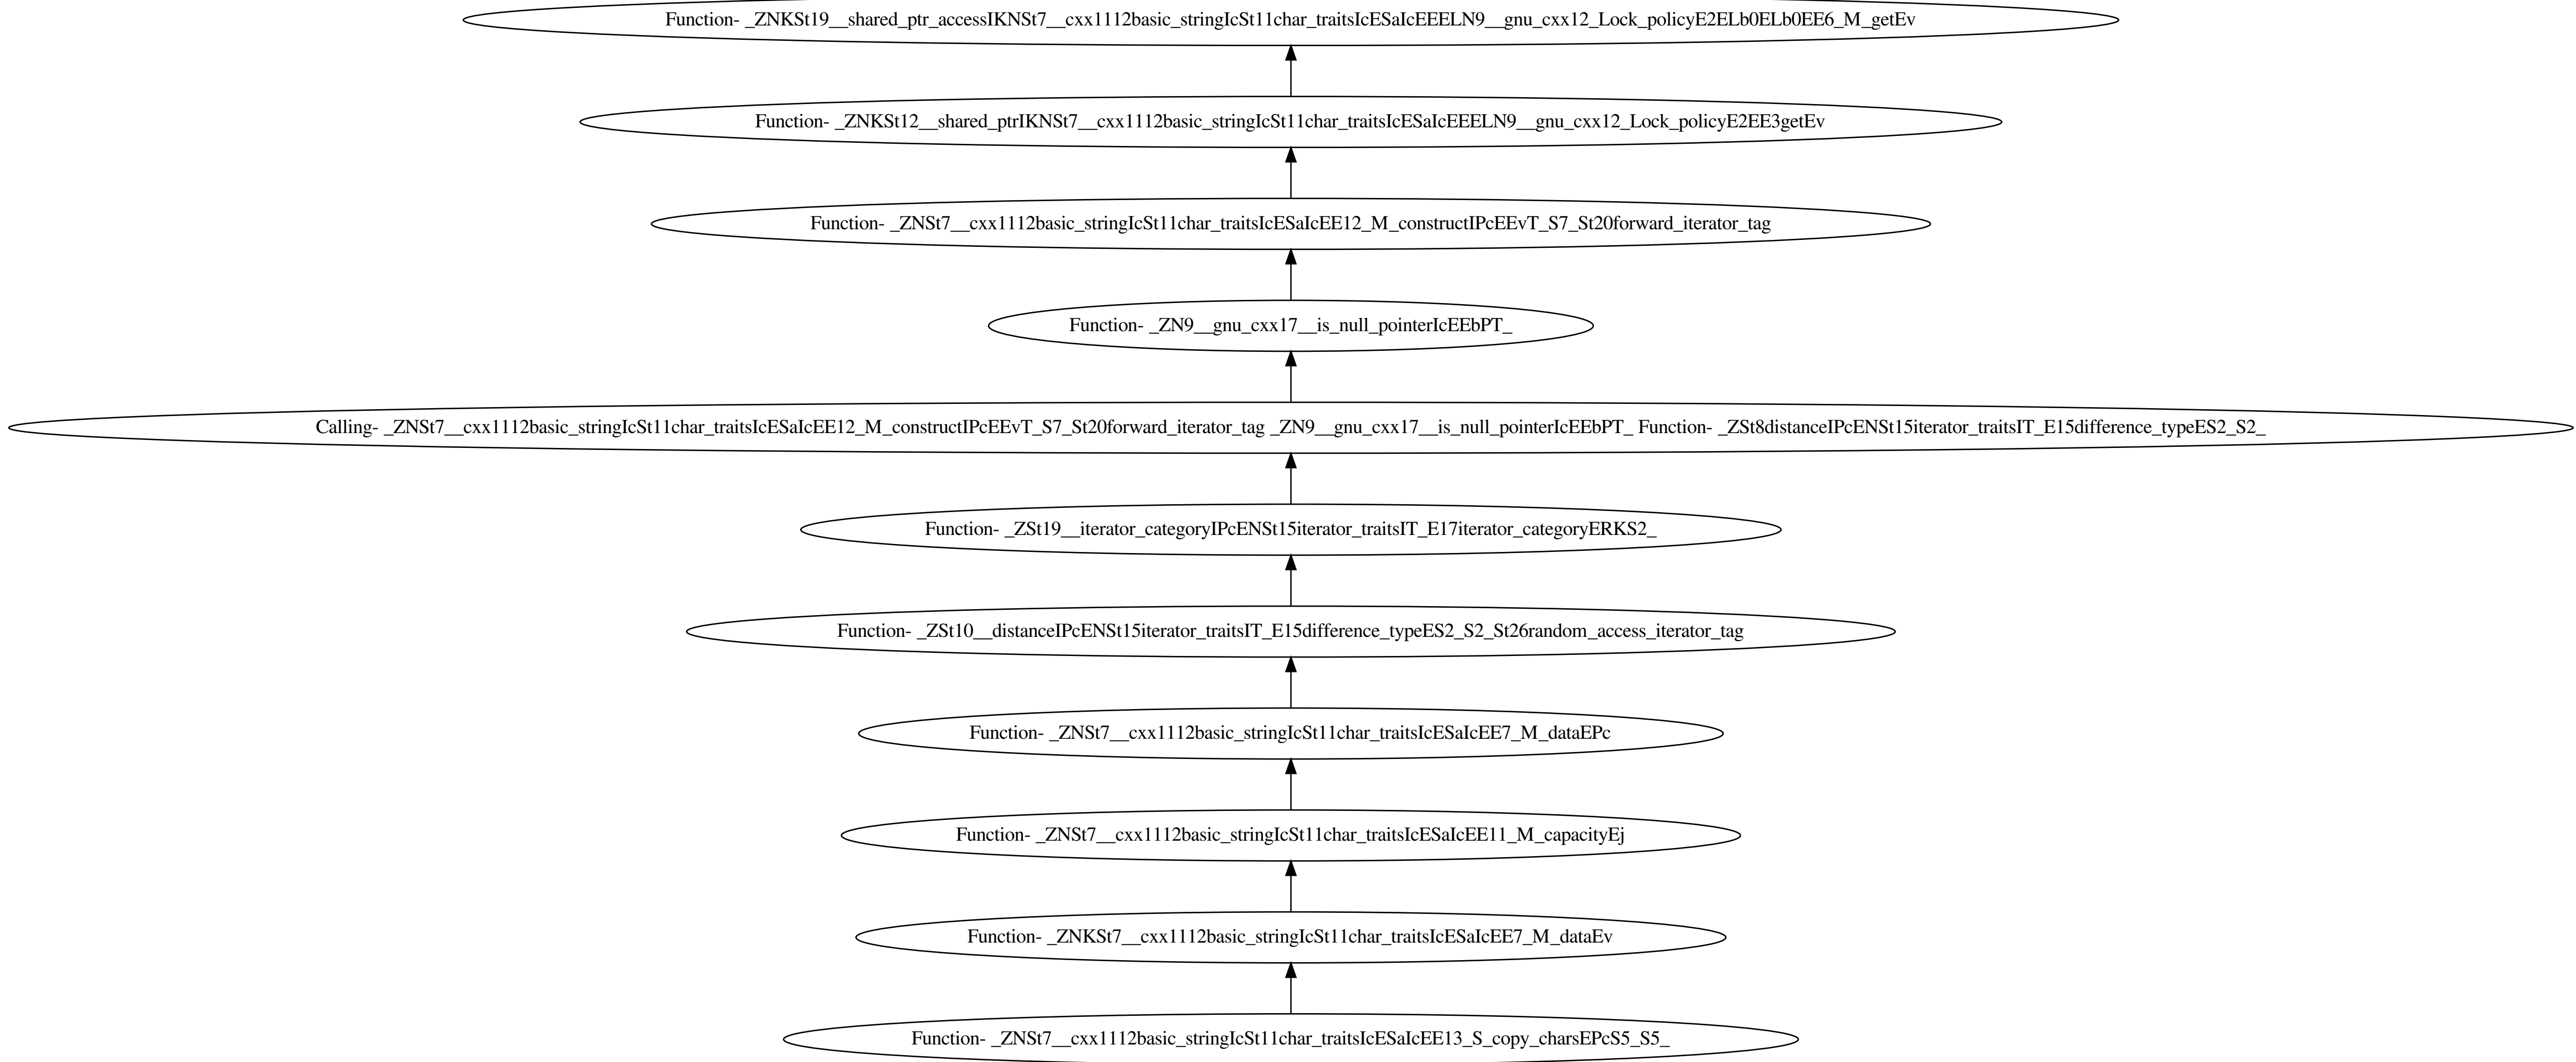 Function- _ZNKSt19__shared_ptr_accessIKNSt7__cxx1112basic_stringIcSt11char_traitsIcESaIcEEELN9__gnu_cxx12_Lock_policyE2ELb0ELb0EE6_M_getEv
Function- _ZNKSt12__shared_ptrIKNSt7__cxx1112basic_stringIcSt11char_traitsIcESaIcEEELN9__gnu_cxx12_Lock_policyE2EE3getEv
Function- _ZNSt7__cxx1112basic_stringIcSt11char_traitsIcESaIcEE12_M_constructIPcEEvT_S7_St20forward_iterator_tag
Function- _ZN9__gnu_cxx17__is_null_pointerIcEEbPT_
Calling- _ZNSt7__cxx1112basic_stringIcSt11char_traitsIcESaIcEE12_M_constructIPcEEvT_S7_St20forward_iterator_tag _ZN9__gnu_cxx17__is_null_pointerIcEEbPT_ Function- _ZSt8distanceIPcENSt15iterator_traitsIT_E15difference_typeES2_S2_
Function- _ZSt19__iterator_categoryIPcENSt15iterator_traitsIT_E17iterator_categoryERKS2_
Function- _ZSt10__distanceIPcENSt15iterator_traitsIT_E15difference_typeES2_S2_St26random_access_iterator_tag
Function- _ZNSt7__cxx1112basic_stringIcSt11char_traitsIcESaIcEE7_M_dataEPc
Function- _ZNSt7__cxx1112basic_stringIcSt11char_traitsIcESaIcEE11_M_capacityEj
Function- _ZNKSt7__cxx1112basic_stringIcSt11char_traitsIcESaIcEE7_M_dataEv
Function- _ZNSt7__cxx1112basic_stringIcSt11char_traitsIcESaIcEE13_S_copy_charsEPcS5_S5_